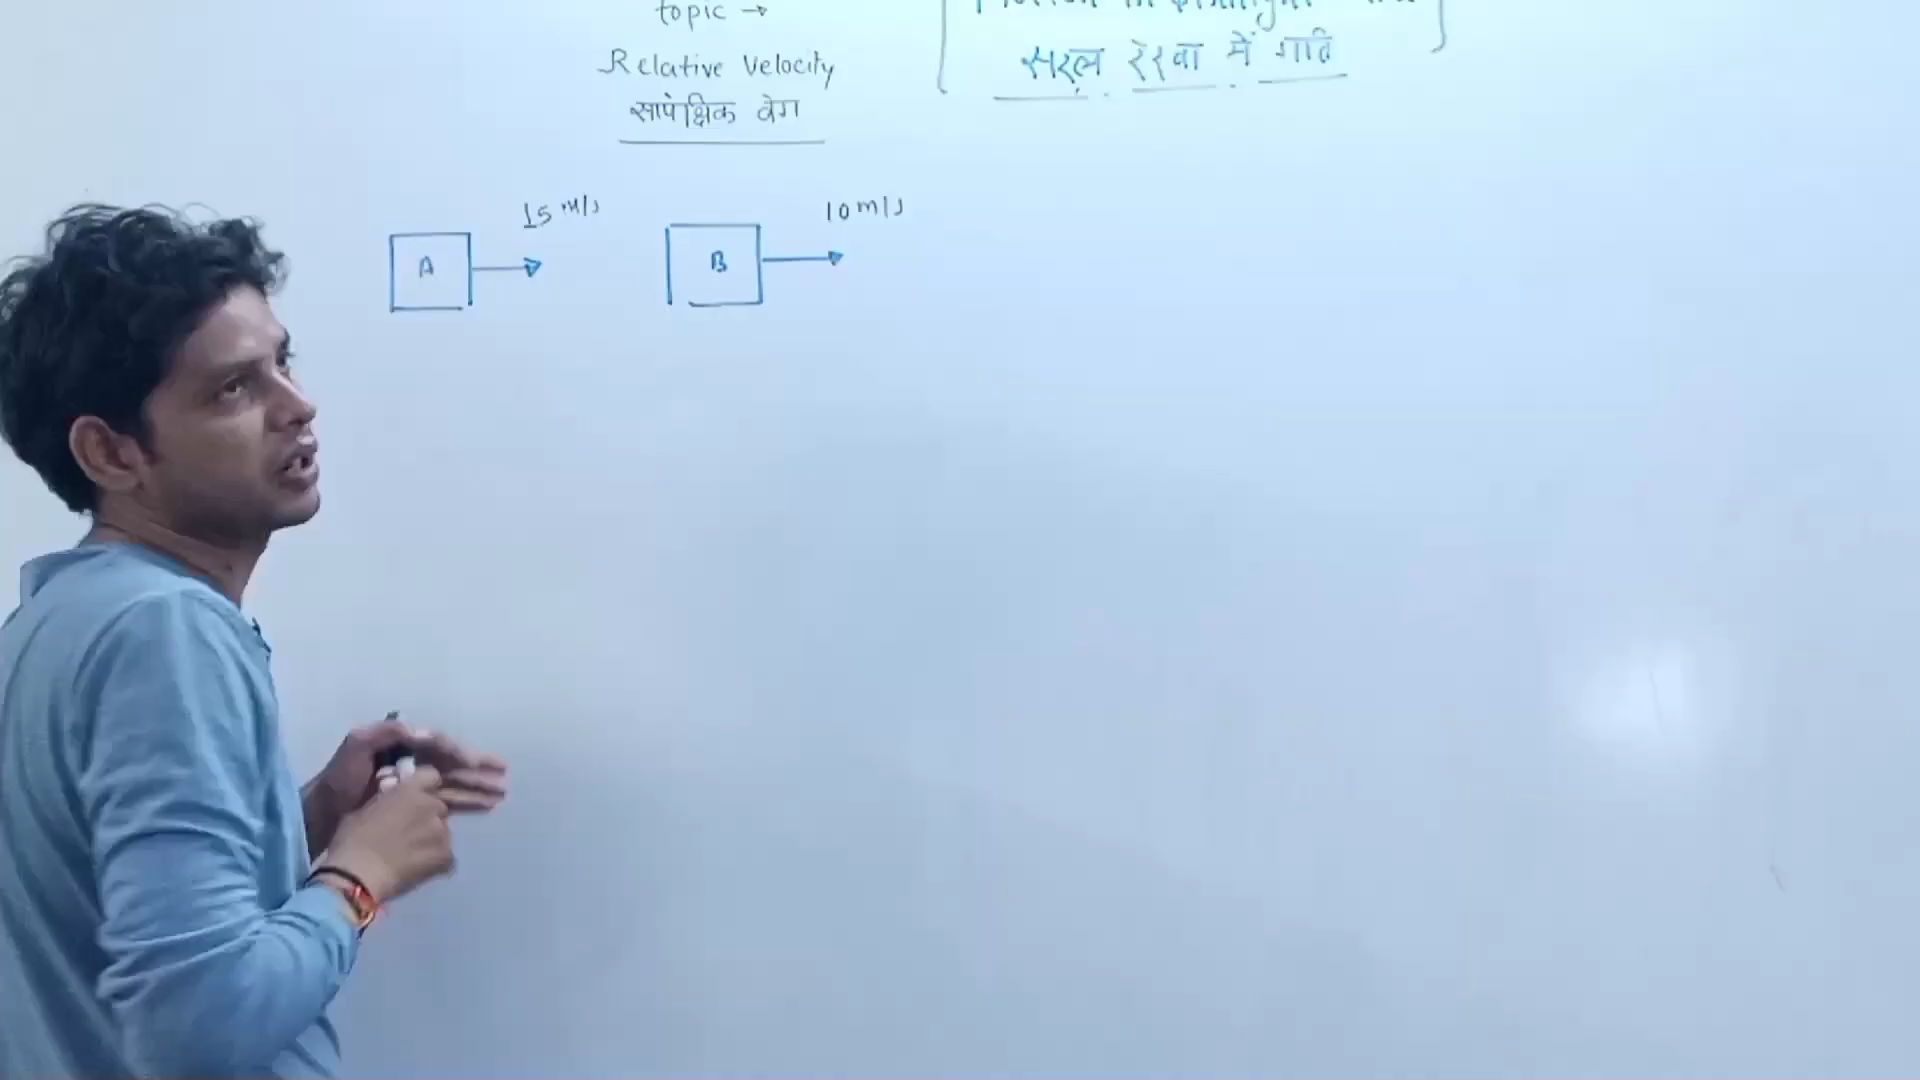 topic →
Relative Velocity
सापेक्षिक वेग
सरल रेखा में गति
15 m/s
10 m/s
A
B